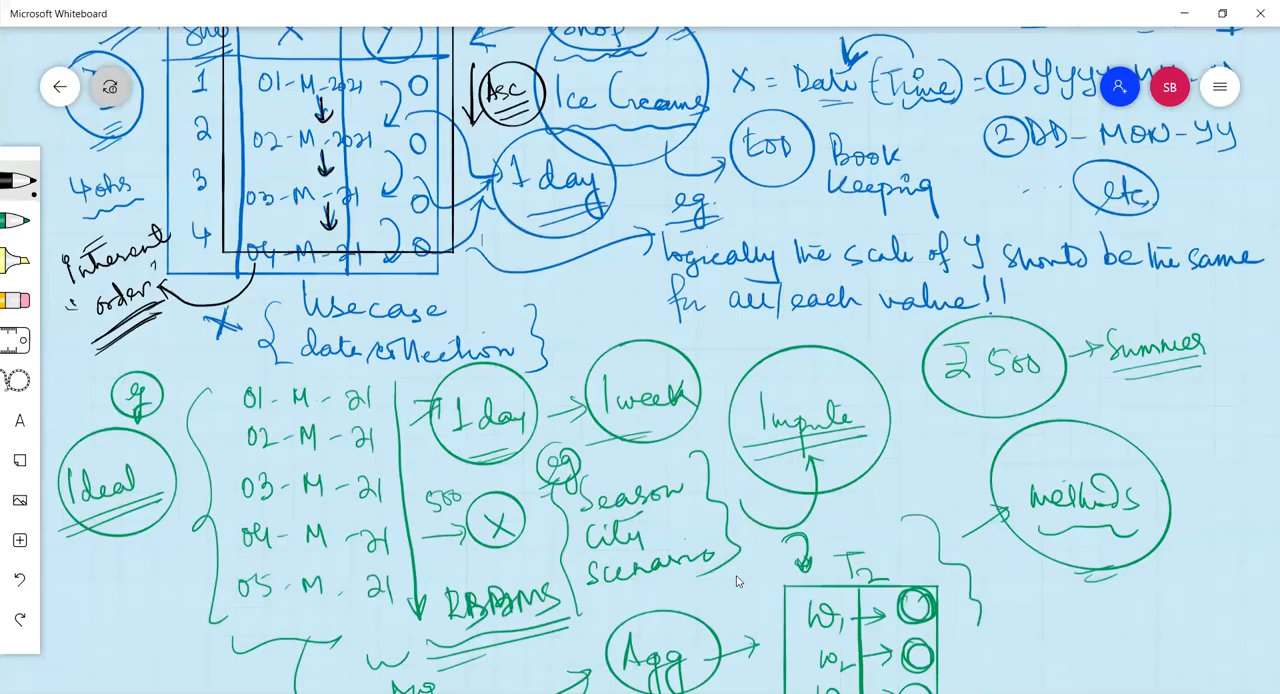 Microsoft Whiteboard
X
Shop
1 01-M-2021 0
2 02-M-2021 0
3 03-M-21 0
4 04-M-21 0
4 obs
Inherent
order
ASC
Ice Creams
1 day
EOD
Book
Keeping
X = Date (Time) = ① YYYY
② DD-MON-YY
etc
SB
eg.
logically the scale of Y should be the same
for all/each value!!
X
Usecase
data/collection
eg
Ideal
01-M-21
02-M-21
03-M-21
04-M-21
05-M-21
1 day
1 week
500
X
RDBMS
eg
Season
City
Scenario
Impute
₹ 500
Summer
methods
A
W
Agg
T2
W1
W2